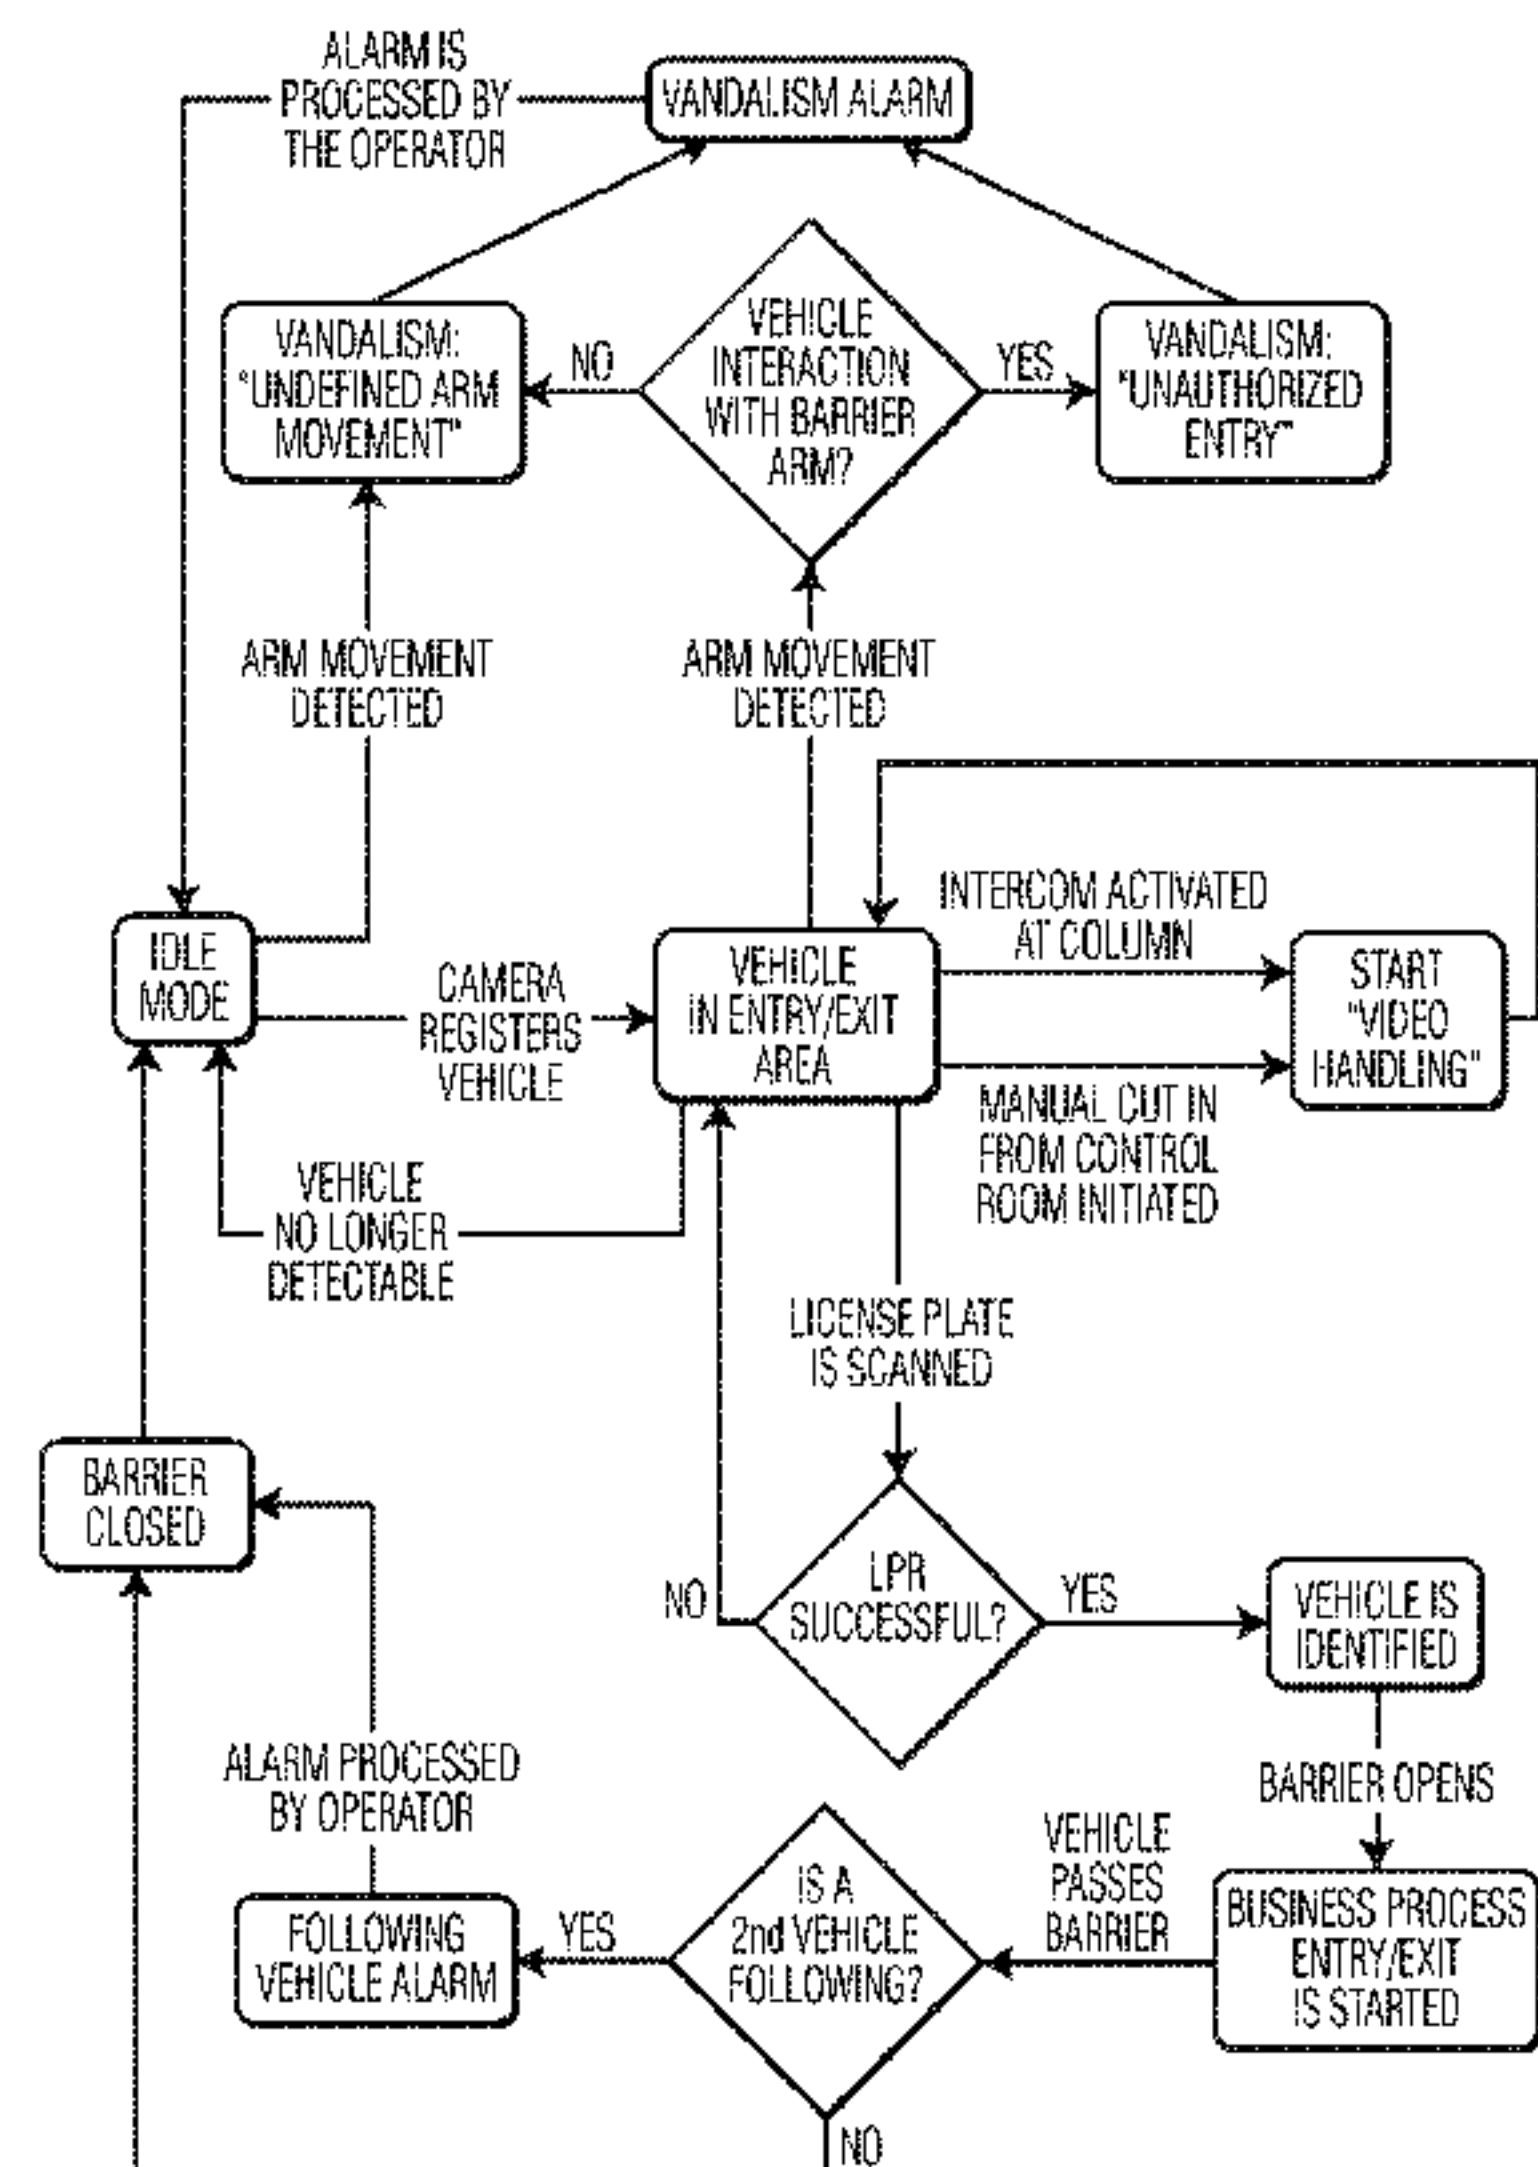 ALARM IS
PROCESSED BY
THE OPERATOR
VANDALISM ALARM
VANDALISM:
"UNDEFINED ARM
MOVEMENT"
NO
VEHICLE
INTERACTION
WITH BARRIER
ARM?
YES
VANDALISM:
"UNAUTHORIZED
ENTRY"
ARM MOVEMENT
DETECTED
ARM MOVEMENT
DETECTED
IDLE
MODE
CAMERA
REGISTERS
VEHICLE
VEHICLE
IN ENTRY/EXIT
AREA
INTERCOM ACTIVATED
AT COLUMN
START
"VIDEO
HANDLING"
MANUAL CUT IN
FROM CONTROL
ROOM INITIATED
VEHICLE
NO LONGER
DETECTABLE
LICENSE PLATE
IS SCANNED
BARRIER
CLOSED
NO
LPR
SUCCESSFUL?
YES
VEHICLE IS
IDENTIFIED
ALARM PROCESSED
BY OPERATOR
BARRIER OPENS
FOLLOWING
VEHICLE ALARM
YES
IS A
2nd VEHICLE
FOLLOWING?
VEHICLE
PASSES
BARRIER
BUSINESS PROCESS
ENTRY/EXIT
IS STARTED
NO